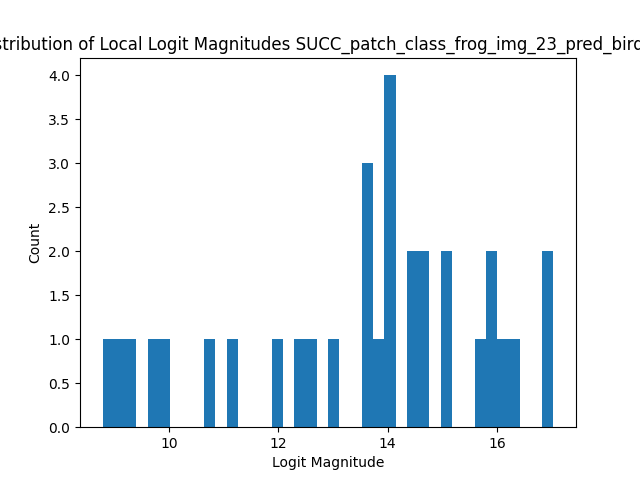 stribution of Local Logit Magnitudes SUCC_patch_class_frog_img_23_pred_bird
4.0
3.5
3.0
2.5
2.0
1.5
1.0
0.5
0.0
Count
10 12 14 16
Logit Magnitude